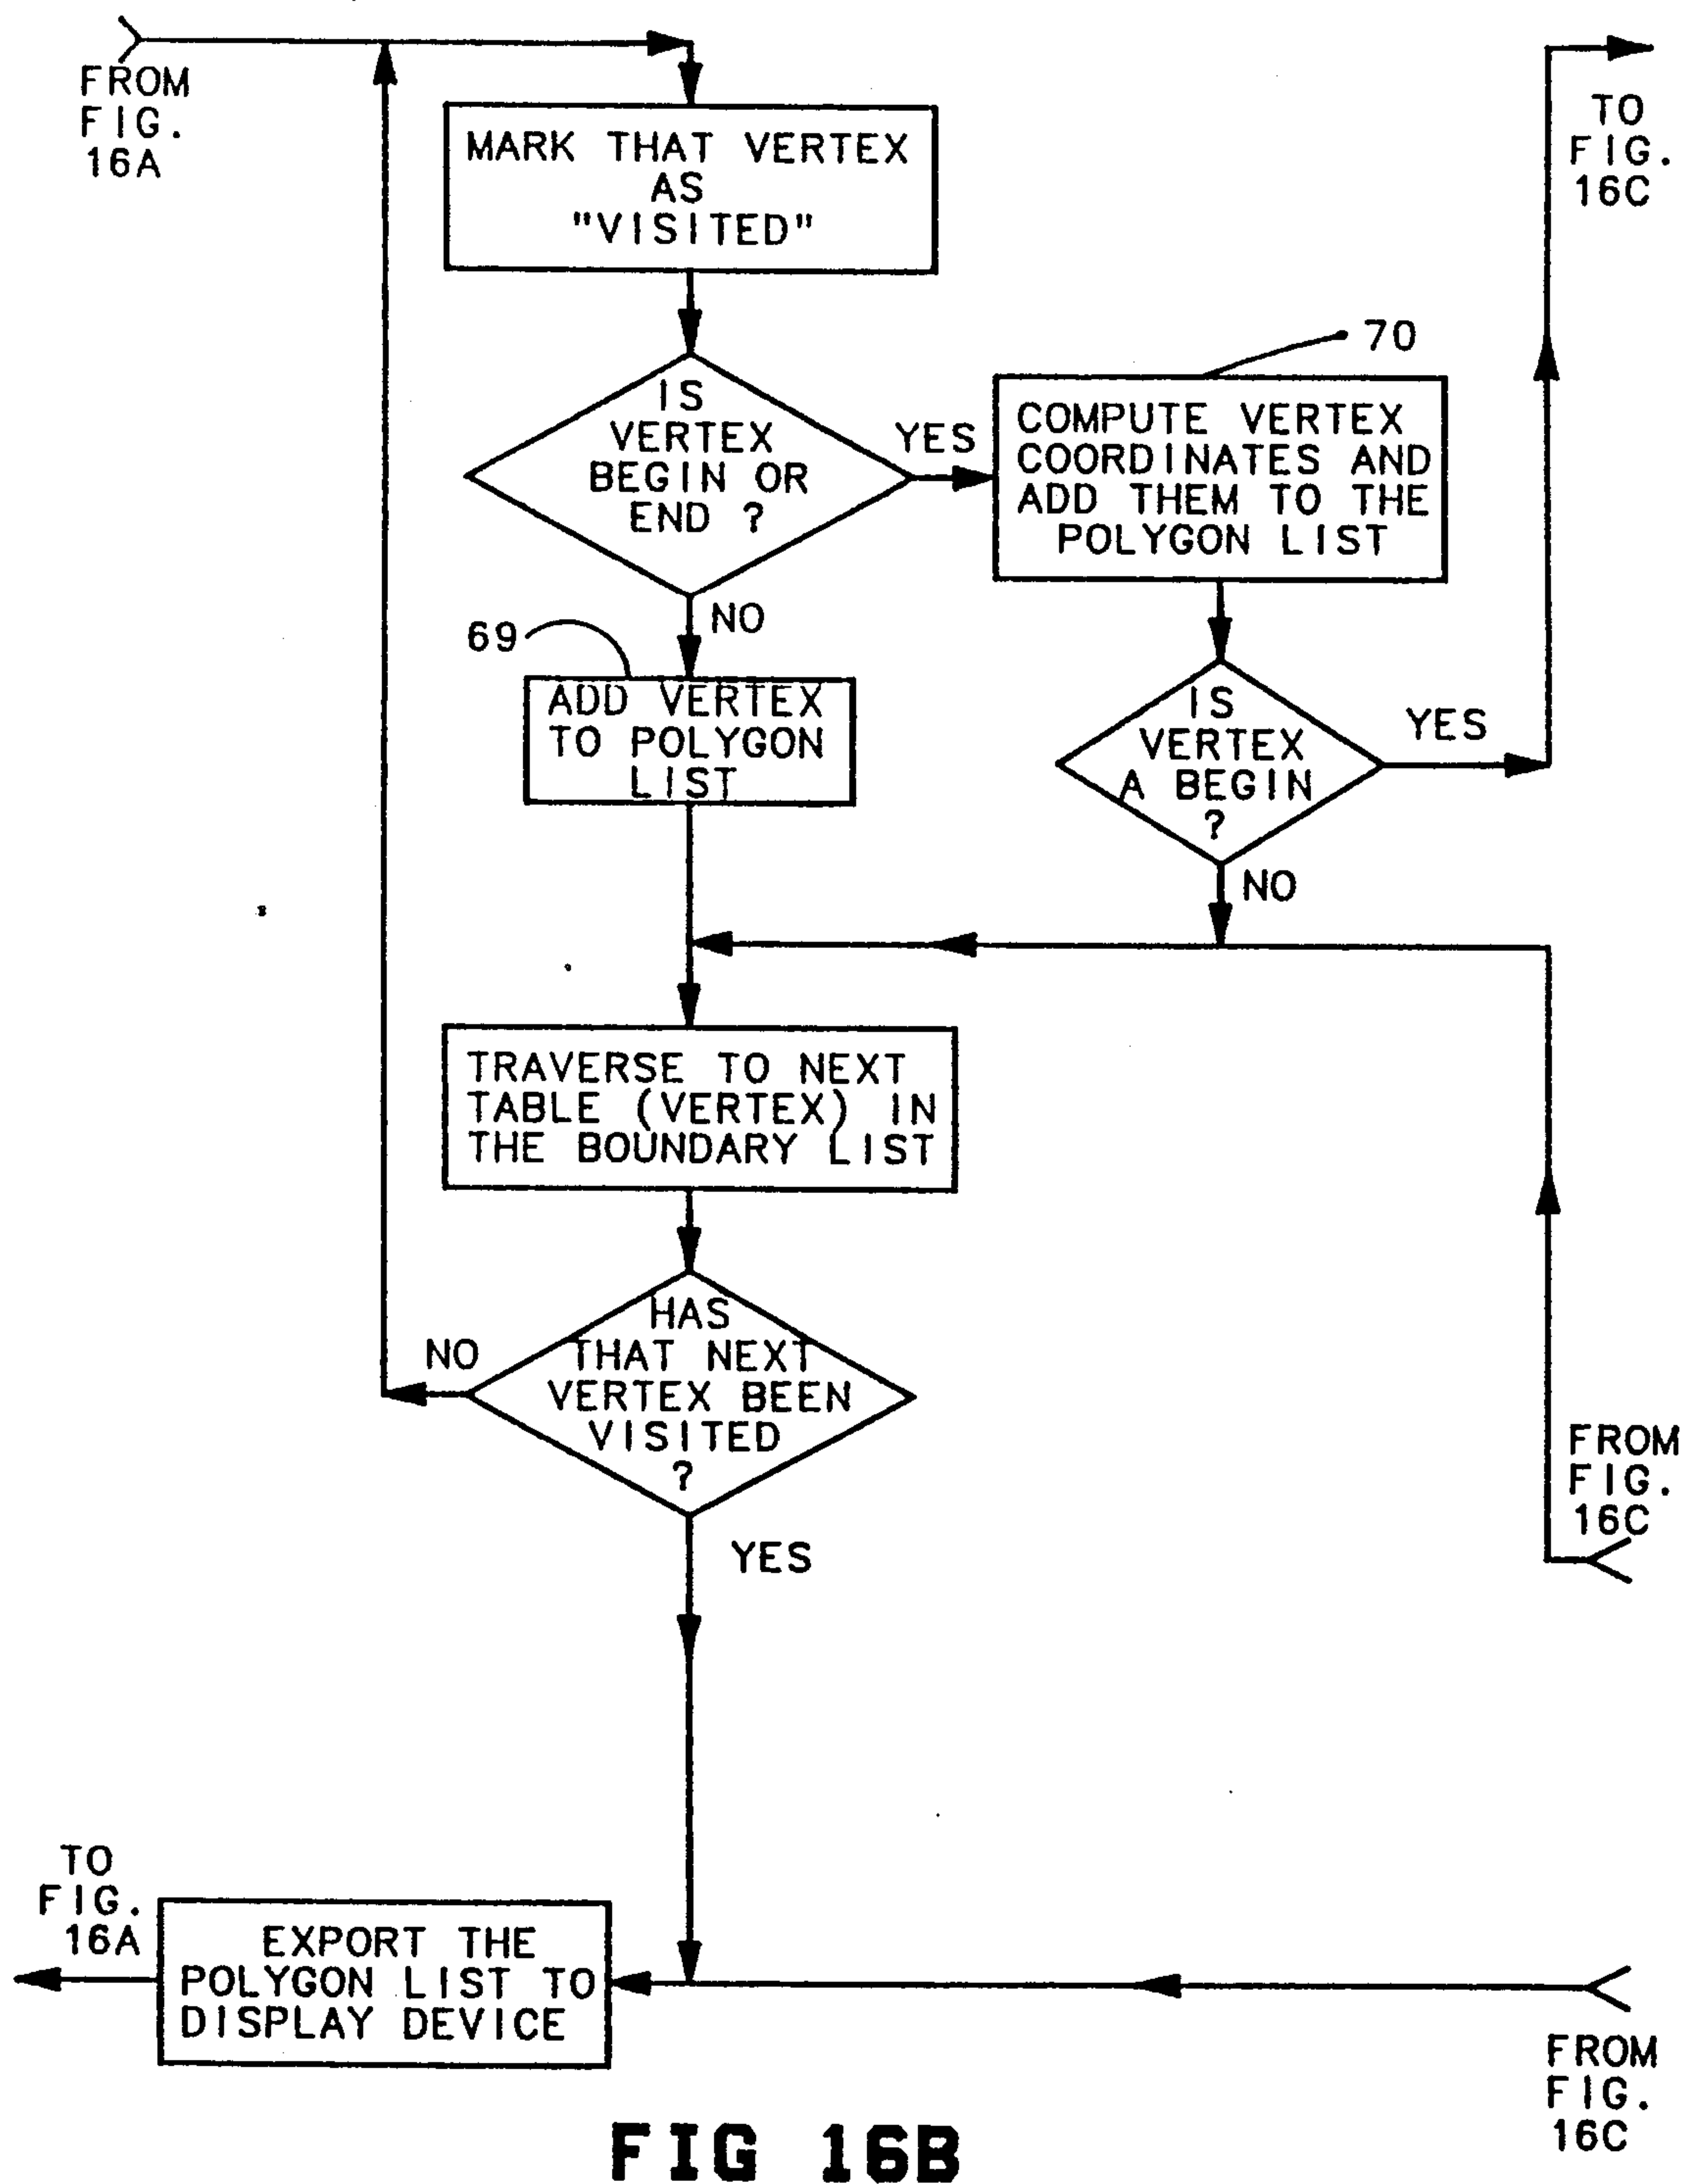 FROM
FIG.
16A
TO
FIG.
16C
MARK THAT VERTEX
AS
"VISITED"
70
IS
VERTEX
BEGIN OR
END ?
YES
COMPUTE VERTEX
COORDINATES AND
ADD THEM TO THE
POLYGON LIST
NO
69
ADD VERTEX
TO POLYGON
LIST
IS
VERTEX
A BEGIN
?
YES
NO
TRAVERSE TO NEXT
TABLE (VERTEX) IN
THE BOUNDARY LIST
HAS
THAT NEXT
VERTEX BEEN
VISITED
?
NO
YES
FROM
FIG.
16C
TO
FIG.
16A
EXPORT THE
POLYGON LIST TO
DISPLAY DEVICE
FROM
FIG.
16C
FIG 16B